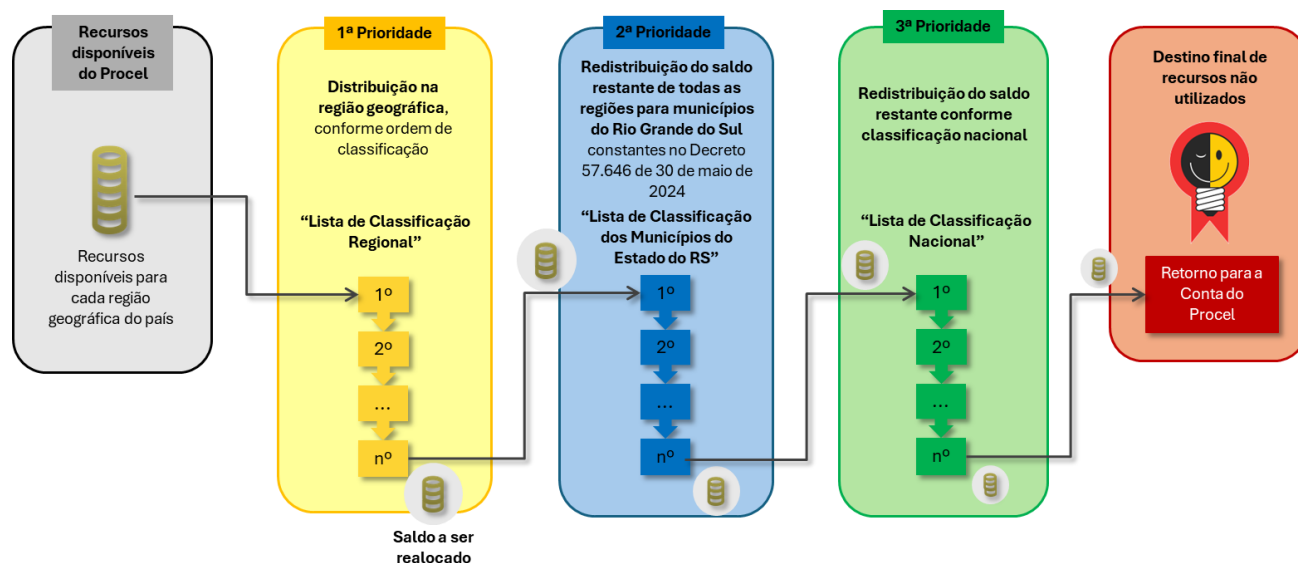 Recursos
disponíveis
do Procel
Recursos
disponíveis para
cada região
geográfica do país
1ª Prioridade
Distribuição na
região geográfica,
conforme ordem de
classificação
“Lista de Classificação
Regional”
1º
2º
...
nº
Saldo a ser
realocado
2ª Prioridade
Redistribuição do saldo
restante de todas as
regiões para municípios
do Rio Grande do Sul
constantes no Decreto
57.646 de 30 de maio de
2024
“Lista de Classificação
dos Municípios do
Estado do RS”
1º
2º
...
nº
3ª Prioridade
Redistribuição do saldo
restante conforme
classificação nacional
“Lista de Classificação
Nacional”
1º
2º
...
nº
Destino final de
recursos não
utilizados
Retorno para a
Conta do
Procel